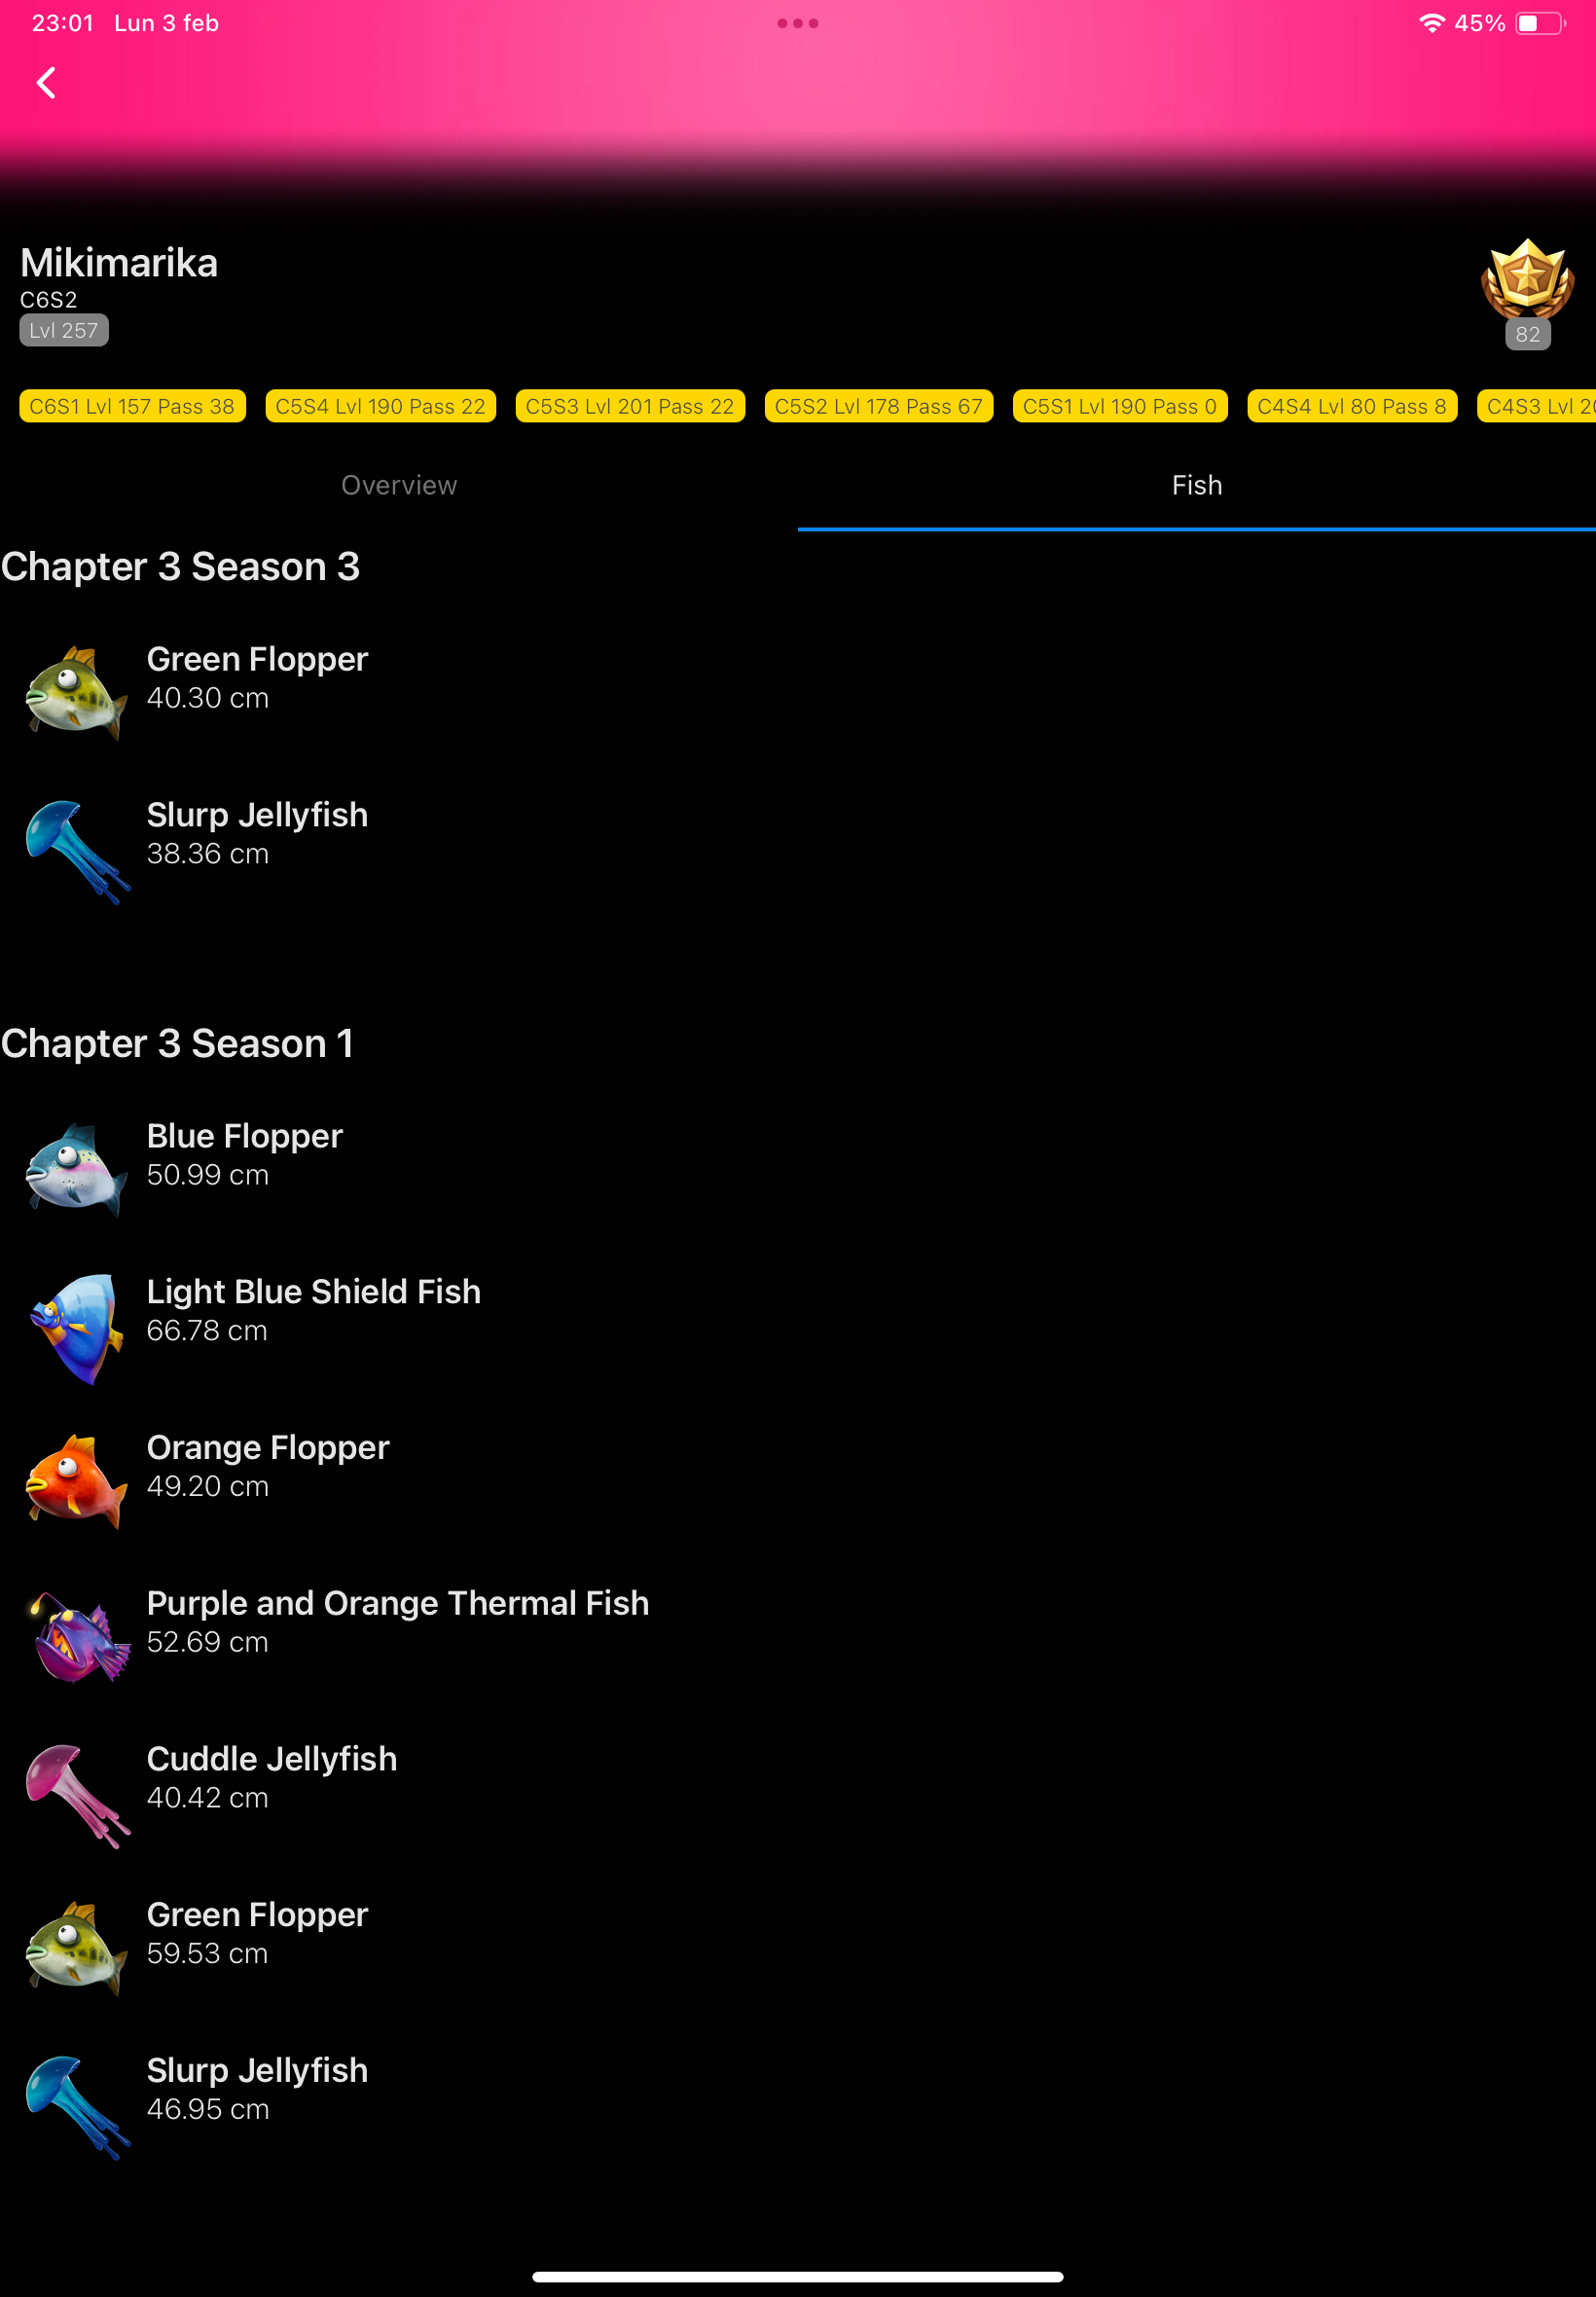 23:01 Lun 3 feb
45%
Mikimarika
C6S2
Lvl 257
82
C6S1 Lvl 157 Pass 38
C5S4 Lvl 190 Pass 22
C5S3 Lvl 201 Pass 22
C5S2 Lvl 178 Pass 67
C5S1 Lvl 190 Pass 0
C4S4 Lvl 80 Pass 8
C4S3 Lvl
Overview
Fish
Chapter 3 Season 3
Green Flopper
40.30 cm
Slurp Jellyfish
38.36 cm
Chapter 3 Season 1
Blue Flopper
50.99 cm
Light Blue Shield Fish
66.78 cm
Orange Flopper
49.20 cm
Purple and Orange Thermal Fish
52.69 cm
Cuddle Jellyfish
40.42 cm
Green Flopper
59.53 cm
Slurp Jellyfish
46.95 cm